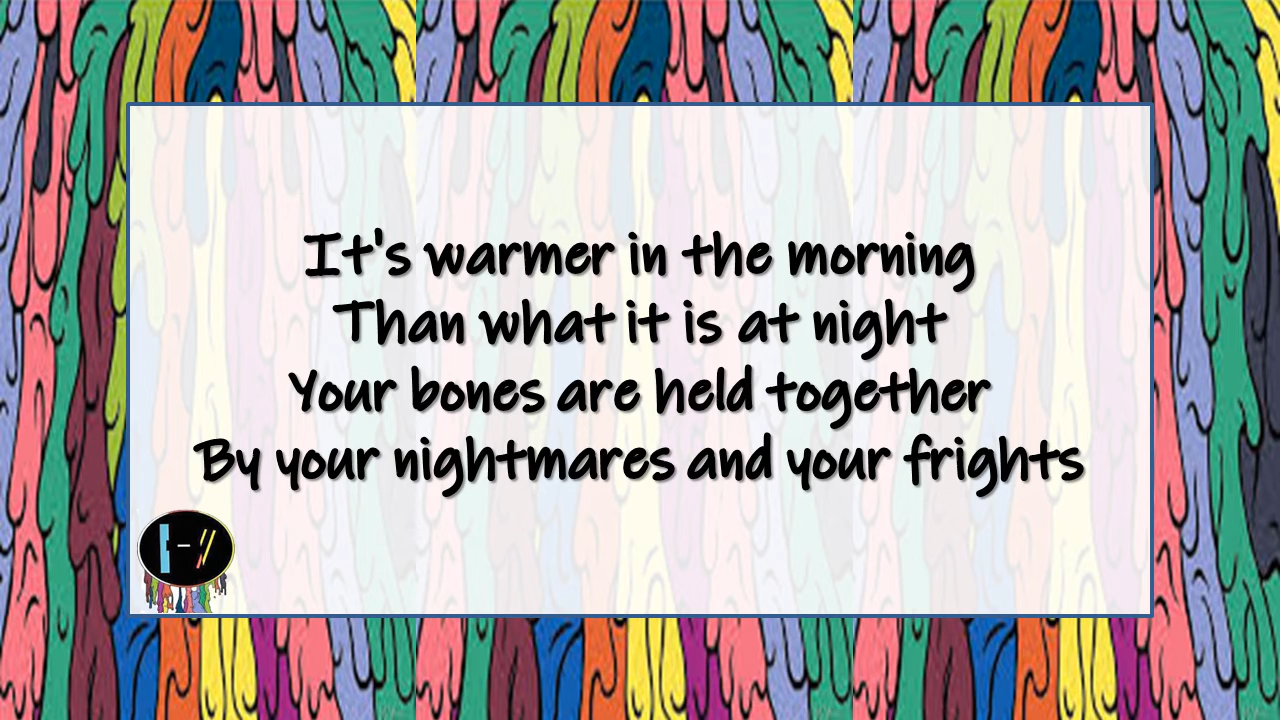 It's warmer in the morning
Than what it is at night
Your bones are held together
By your nightmares and your frights